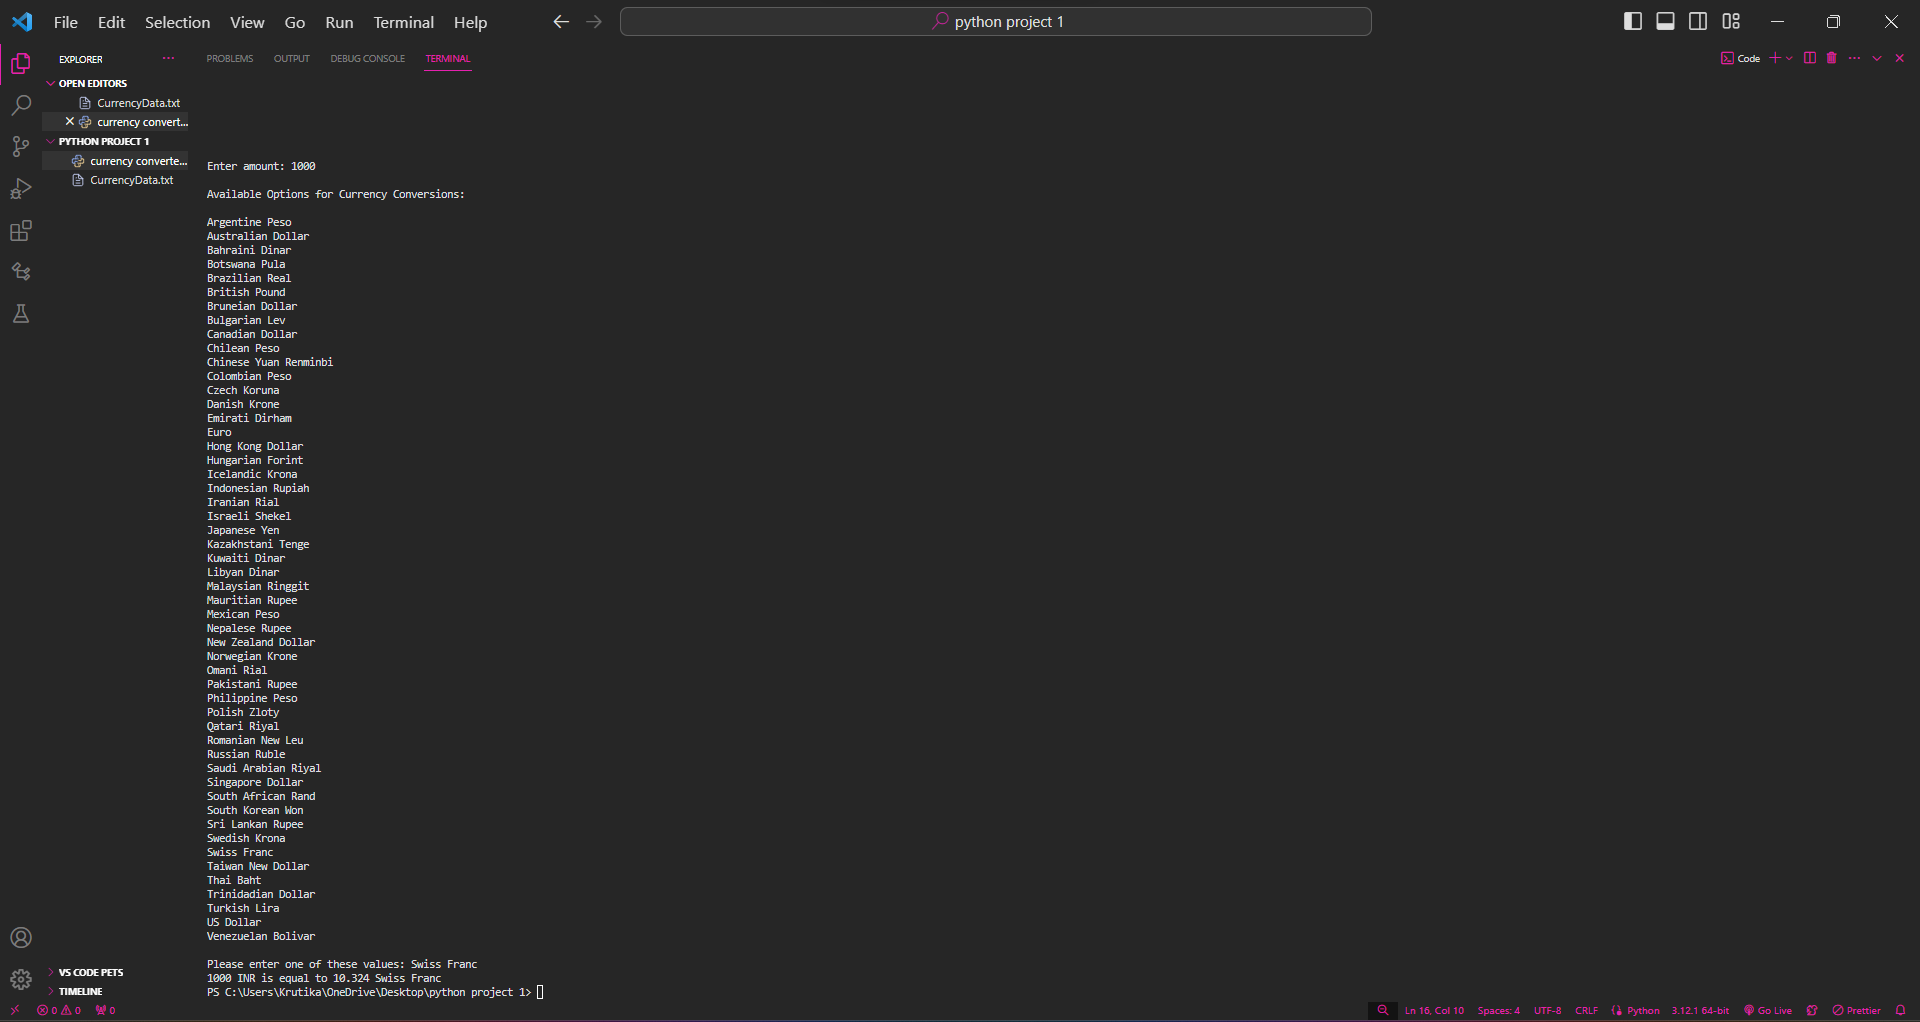 File Edit Selection View Go Run Terminal Help
python project 1
EXPLORER
PROBLEMS OUTPUT DEBUG CONSOLE TERMINAL
Code
OPEN EDITORS
CurrencyData.txt
currency convert...
PYTHON PROJECT 1
currency converte...
CurrencyData.txt
Enter amount: 1000
Available Options for Currency Conversions:
Argentine Peso
Australian Dollar
Bahraini Dinar
Botswana Pula
Brazilian Real
British Pound
Bruneian Dollar
Bulgarian Lev
Canadian Dollar
Chilean Peso
Chinese Yuan Renminbi
Colombian Peso
Czech Koruna
Danish Krone
Emirati Dirham
Euro
Hong Kong Dollar
Hungarian Forint
Icelandic Krona
Indonesian Rupiah
Iranian Rial
Israeli Shekel
Japanese Yen
Kazakhstani Tenge
Kuwaiti Dinar
Libyan Dinar
Malaysian Ringgit
Mauritian Rupee
Mexican Peso
Nepalese Rupee
New Zealand Dollar
Norwegian Krone
Omani Rial
Pakistani Rupee
Philippine Peso
Polish Zloty
Qatari Riyal
Romanian New Leu
Russian Ruble
Saudi Arabian Riyal
Singapore Dollar
South African Rand
South Korean Won
Sri Lankan Rupee
Swedish Krona
Swiss Franc
Taiwan New Dollar
Thai Baht
Trinidadian Dollar
Turkish Lira
US Dollar
Venezuelan Bolivar
Please enter one of these values: Swiss Franc
1000 INR is equal to 10.324 Swiss Franc
PS C:\Users\Krutika\OneDrive\Desktop\python project 1>
VS CODE PETS
TIMELINE
0 0 0
Ln 16, Col 10 Spaces: 4 UTF-8 CRLF Python 3.12.1 64-bit Go Live Prettier